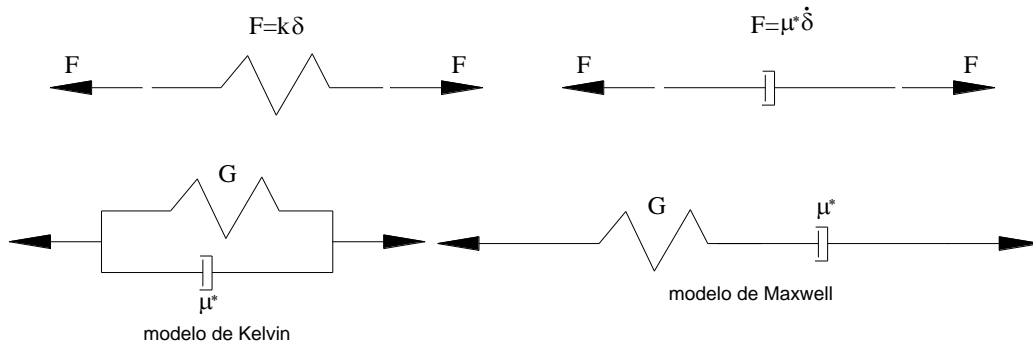 F=kδ
F=μ*δ̇
F F
F F
G
μ*
modelo de Kelvin
G
μ*
modelo de Maxwell